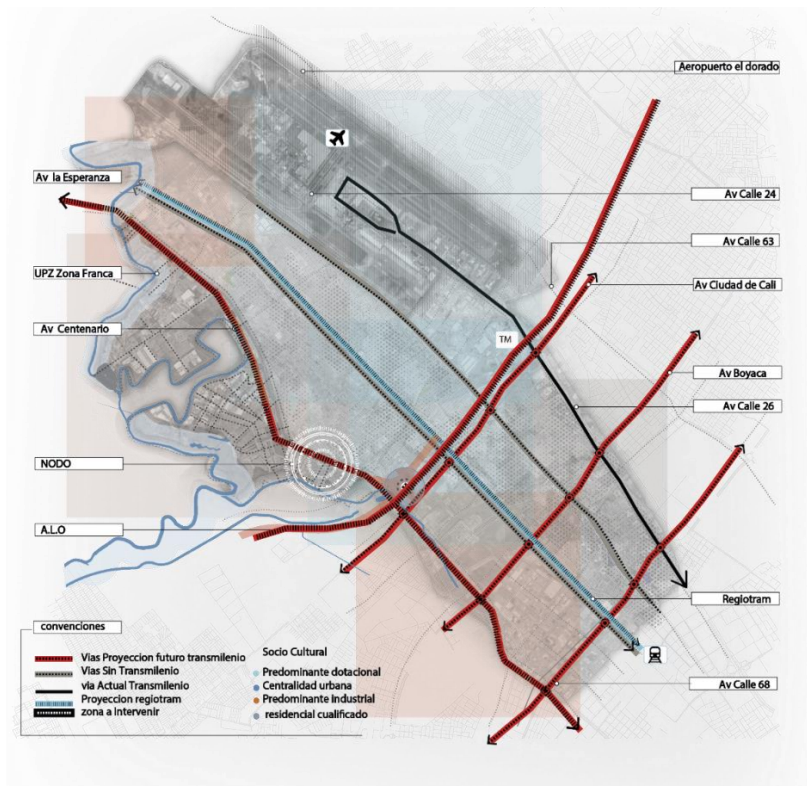 Aeropuerto el dorado
Av la Esperanza
Av Calle 24
Av Calle 63
UPZ Zona Franca
Av Ciudad de Cali
Av Centenario
TM
Av Boyaca
Av Calle 26
NODO
A.L.O
Regiotram
convenciones
Vias Proyeccion futuro transmilenio
Vias Sin Transmilenio
via Actual Transmilenio
Proyeccion regiotram
zona a intervenir
Socio Cultural
Predominante dotacional
Centralidad urbana
Predominante industrial
residencial cualificado
Av Calle 68